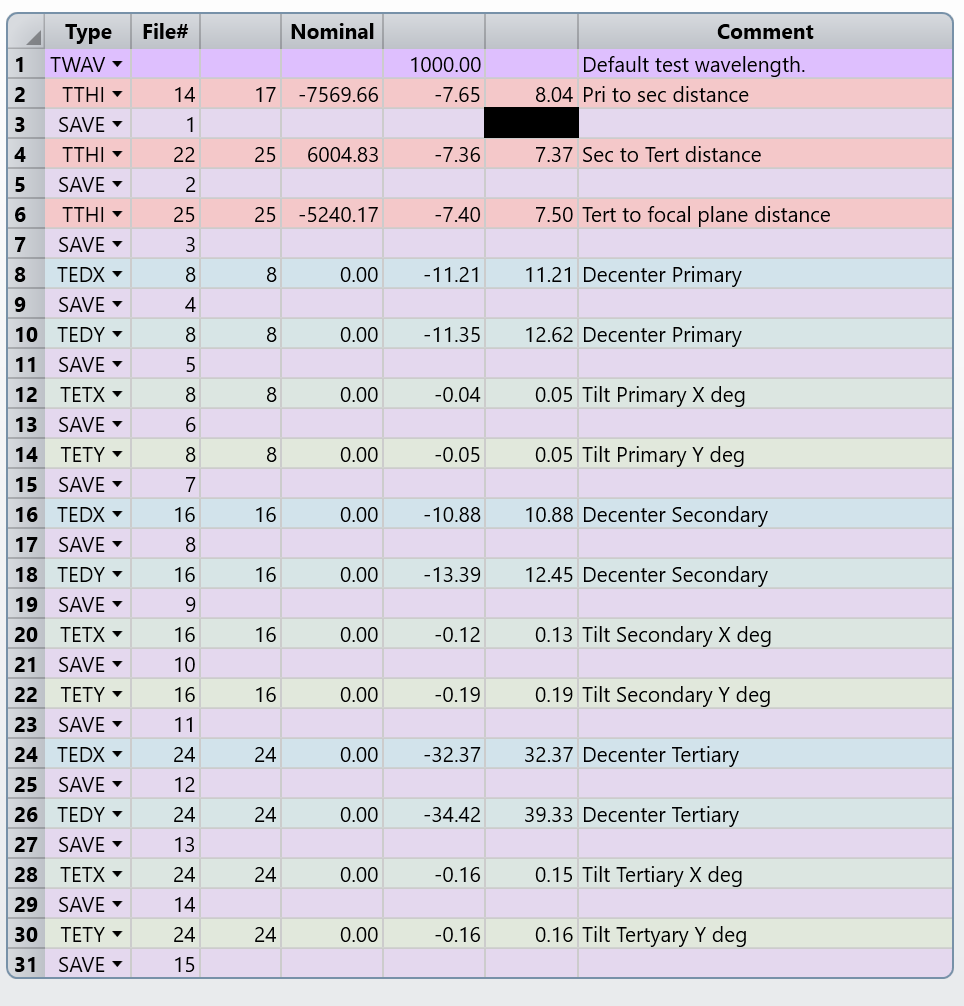 Type File# Nominal Comment
1 TWAV 1000.00 Default test wavelength.
2 TTHI 14 17 -7569.66 -7.65 8.04 Pri to sec distance
3 SAVE 1
4 TTHI 22 25 6004.83 -7.36 7.37 Sec to Tert distance
5 SAVE 2
6 TTHI 25 25 -5240.17 -7.40 7.50 Tert to focal plane distance
7 SAVE 3
8 TEDX 8 8 0.00 -11.21 11.21 Decenter Primary
9 SAVE 4
10 TEDY 8 8 0.00 -11.35 12.62 Decenter Primary
11 SAVE 5
12 TETX 8 8 0.00 -0.04 0.05 Tilt Primary X deg
13 SAVE 6
14 TETY 8 8 0.00 -0.05 0.05 Tilt Primary Y deg
15 SAVE 7
16 TEDX 16 16 0.00 -10.88 10.88 Decenter Secondary
17 SAVE 8
18 TEDY 16 16 0.00 -13.39 12.45 Decenter Secondary
19 SAVE 9
20 TETX 16 16 0.00 -0.12 0.13 Tilt Secondary X deg
21 SAVE 10
22 TETY 16 16 0.00 -0.19 0.19 Tilt Secondary Y deg
23 SAVE 11
24 TEDX 24 24 0.00 -32.37 32.37 Decenter Tertiary
25 SAVE 12
26 TEDY 24 24 0.00 -34.42 39.33 Decenter Tertiary
27 SAVE 13
28 TETX 24 24 0.00 -0.16 0.15 Tilt Tertiary X deg
29 SAVE 14
30 TETY 24 24 0.00 -0.16 0.16 Tilt Tertyary Y deg
31 SAVE 15